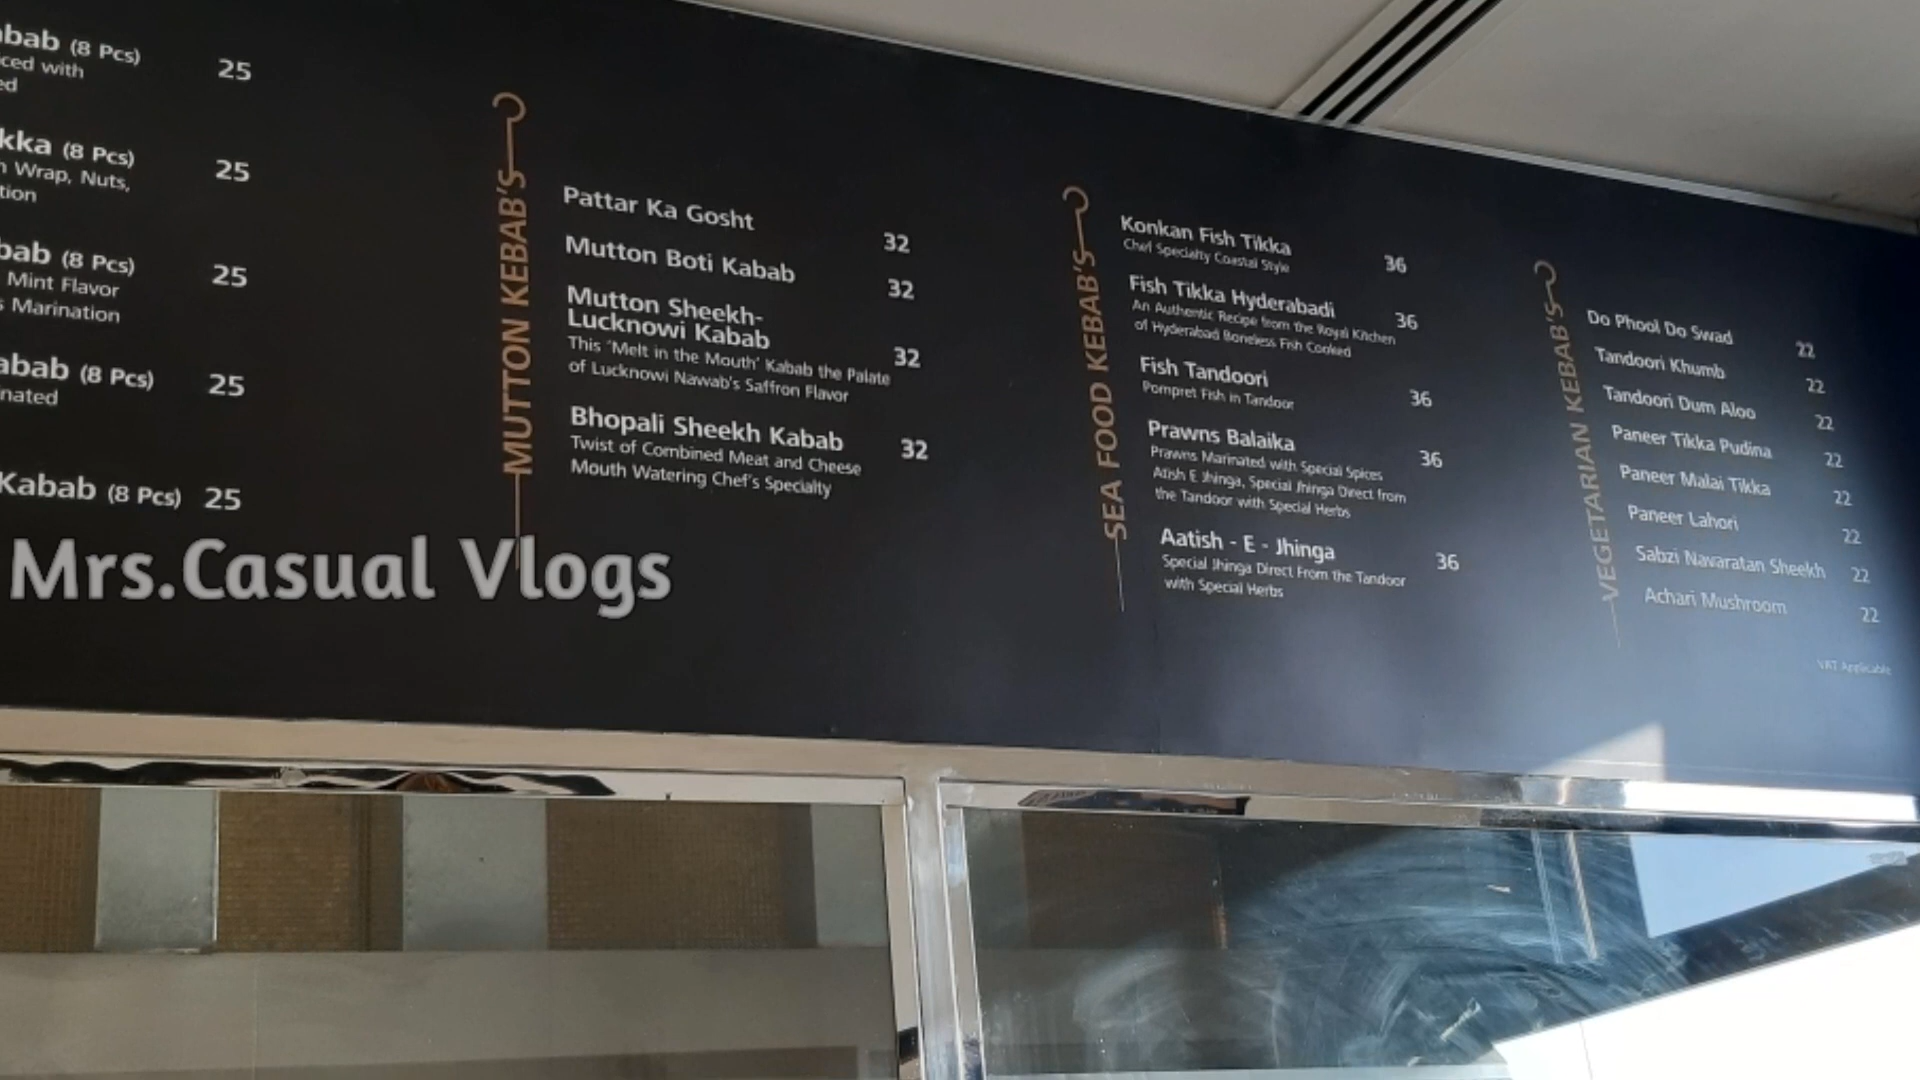 (8 Pcs) 25
ced with
(8 Pcs) 25
Wrap, Nuts,
(8 Pcs) 25
Mint Flavor
Marination
(8 Pcs) 25
Kabab (8 Pcs) 25
MUTTON KEBAB'S
Pattar Ka Gosht 32
Mutton Boti Kabab 32
Mutton Sheekh-
Lucknowi Kabab 32
This 'Melt in the Mouth' Kabab the Palate
of Lucknowi Nawab's Saffron Flavor
Bhopali Sheekh Kabab 32
Twist of Combined Meat and Cheese
Mouth Watering Chef's Specialty
SEA FOOD KEBAB'S
Konkan Fish Tikka 36
Chef Specialty Coastal Style
Fish Tikka Hyderabadi 36
An Authentic Recipe from the Royal Kitchen
of Hyderabad Boneless Fish Cooked
Fish Tandoori 36
Pompret Fish in Tandoor
Prawns Balaika 36
Prawns Marinated with Special Spices
Atish E Jhinga, Special Jhinga Direct from
the Tandoor with Special Herbs
Aatish - E - Jhinga 36
Special Jhinga Direct From the Tandoor
with Special Herbs
VEGETARIAN KEBAB'S
Do Phool Do Swad 22
Tandoori Khumb 22
Tandoori Dum Aloo 22
Paneer Tikka Pudina 22
Paneer Malai Tikka 22
Paneer Lahori 22
Sabzi Navaratan Sheekh 22
Achari Mushroom 22
VAT Applicable
Mrs.Casual Vlogs